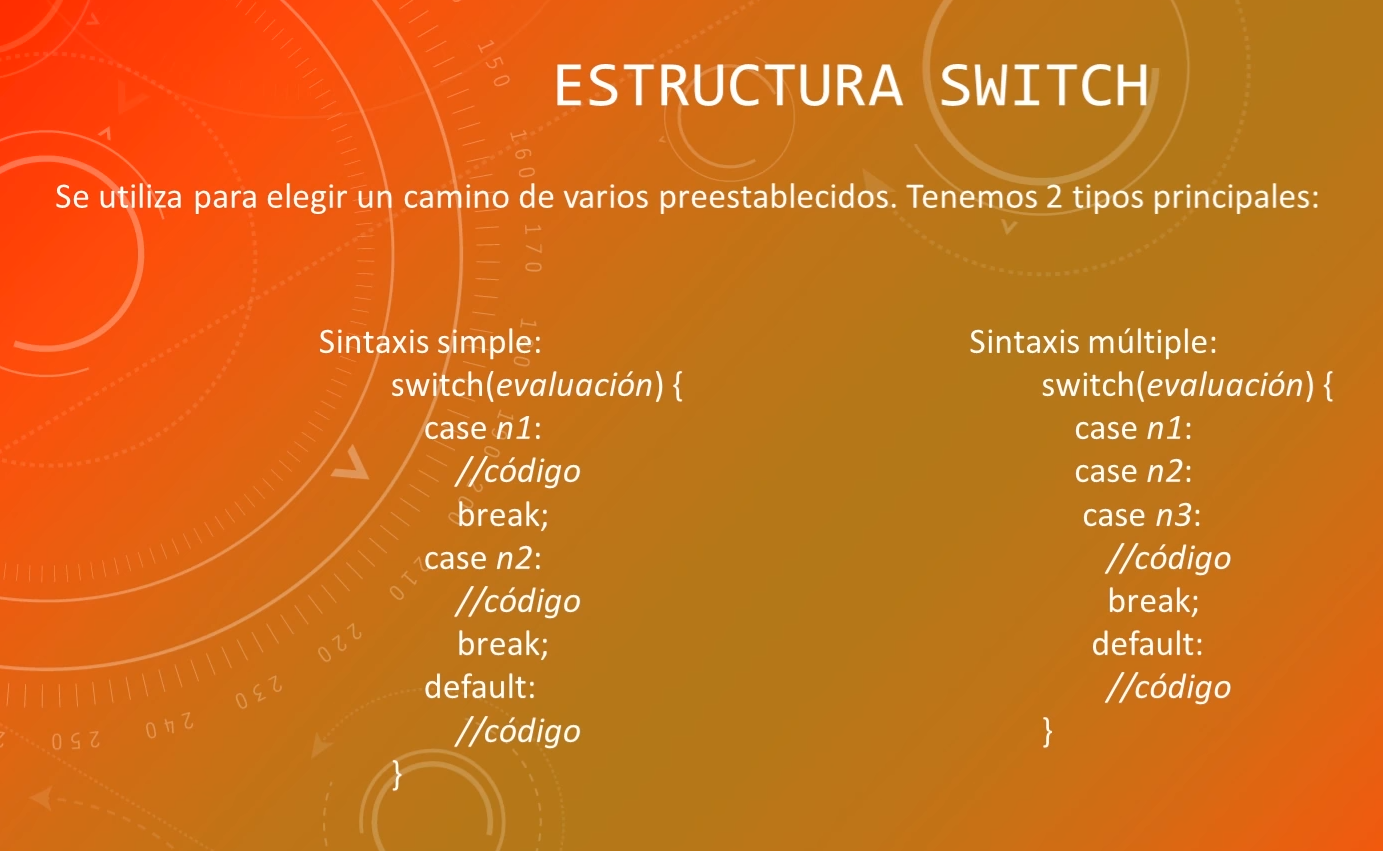 ESTRUCTURA SWITCH
Se utiliza para elegir un camino de varios preestablecidos. Tenemos 2 tipos principales:
Sintaxis simple:
switch(evaluación) {
case n1:
//código
break;
case n2:
//código
break;
default:
//código
}
Sintaxis múltiple:
switch(evaluación) {
case n1:
case n2:
case n3:
//código
break;
default:
//código
}
150
160
170
190
200
210
220
230
240
250